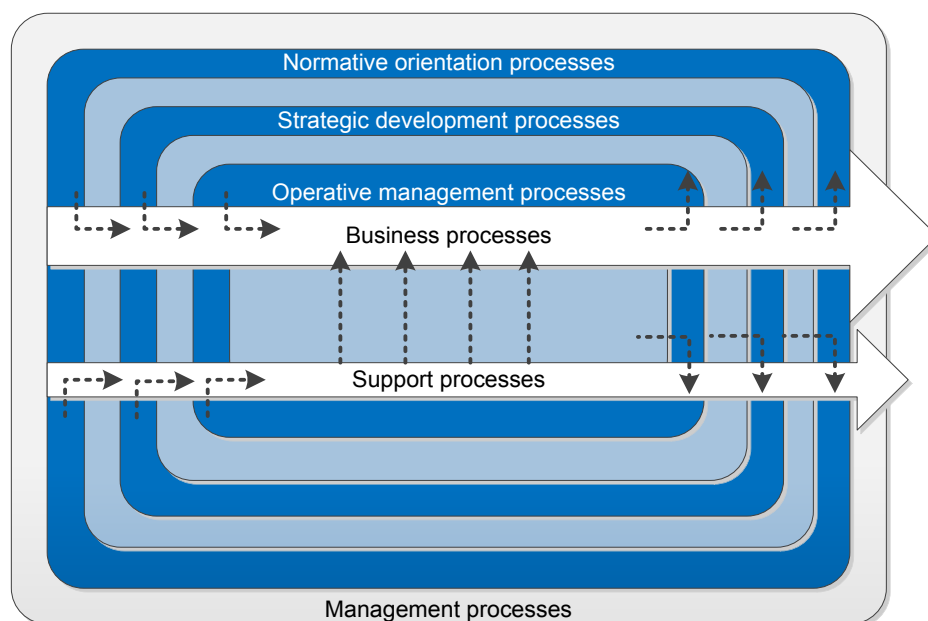 Normative orientation processes
Strategic development processes
Operative management processes
Business processes
Support processes
Management processes